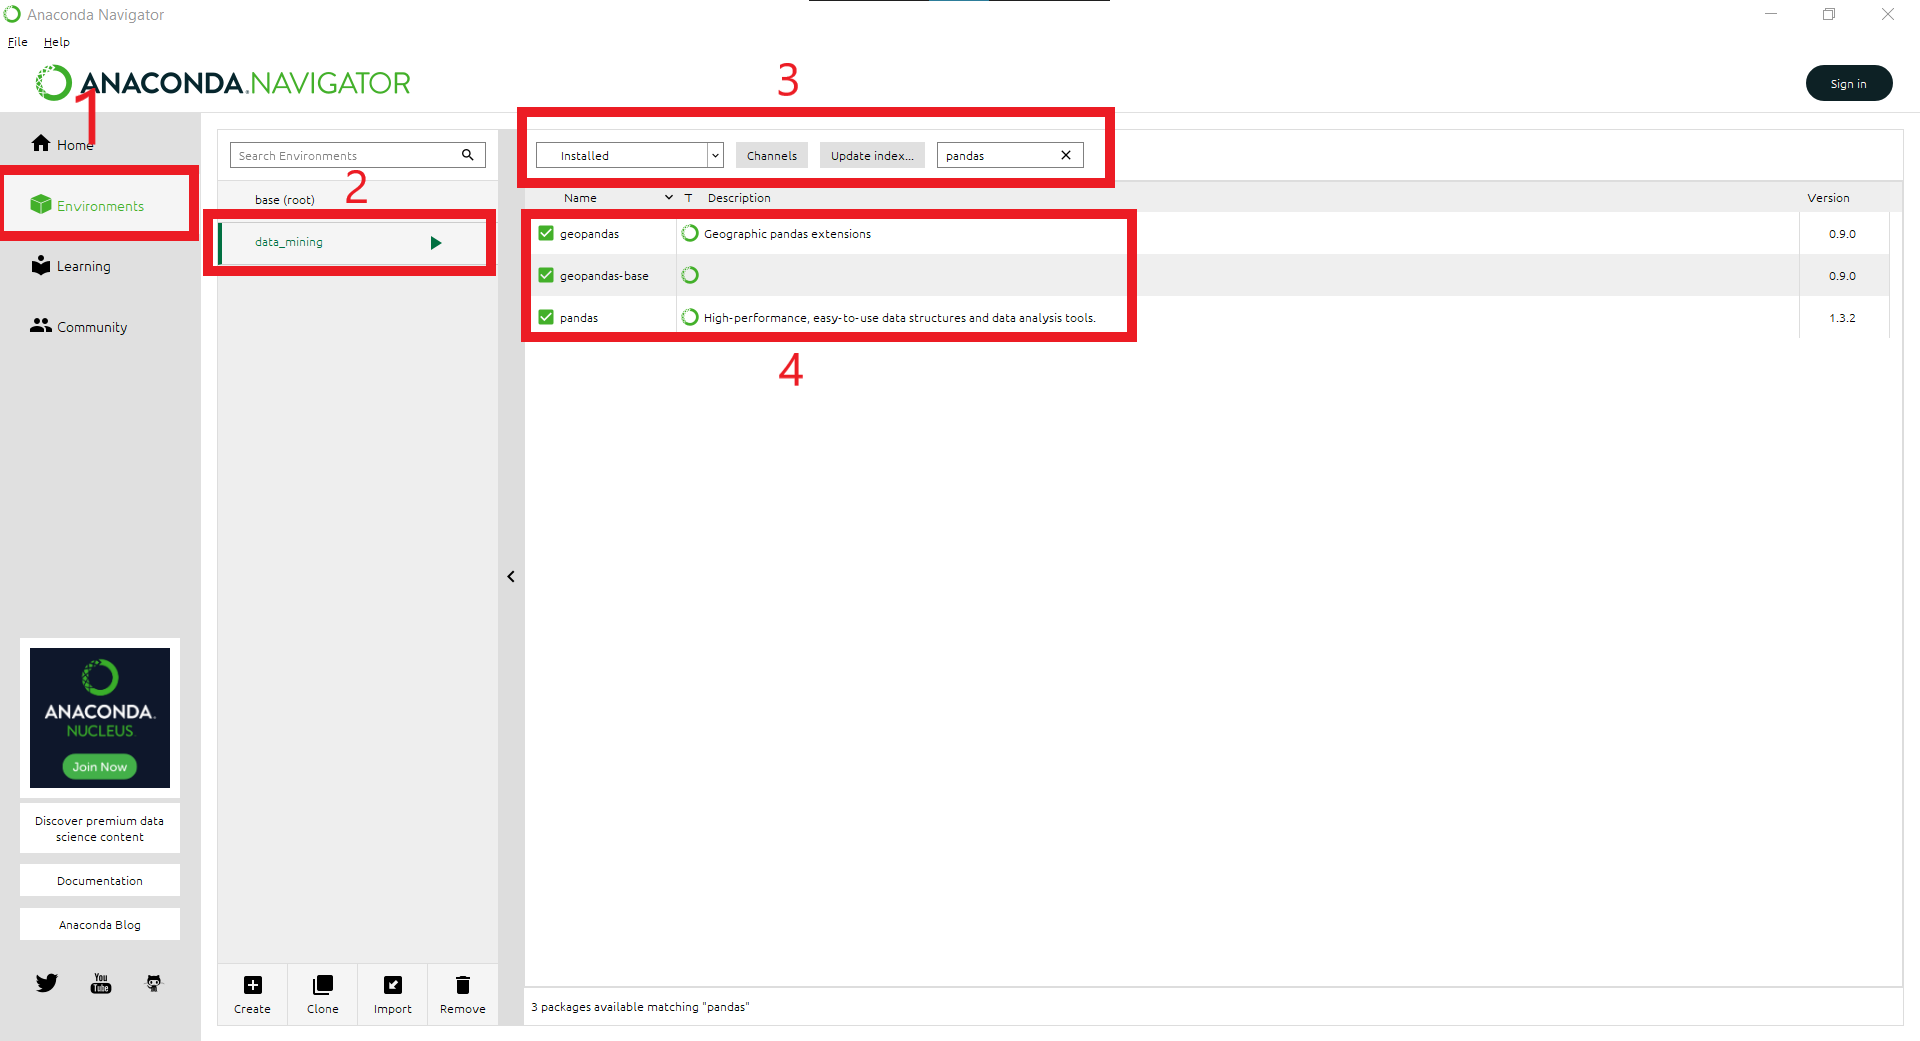 Anaconda Navigator
File Help
ANACONDA.NAVIGATOR
Sign in
1
Home
Environments
Learning
Community
ANACONDA.
NUCLEUS
Join Now
Discover premium data
science content
Documentation
Anaconda Blog
You
Tube
Search Environments
2
base (root)
data_mining
Create Clone Import Remove
3
Installed Channels Update index... pandas
Name T Description Version
geopandas Geographic pandas extensions 0.9.0
geopandas-base 0.9.0
pandas High-performance, easy-to-use data structures and data analysis tools. 1.3.2
4
3 packages available matching "pandas"